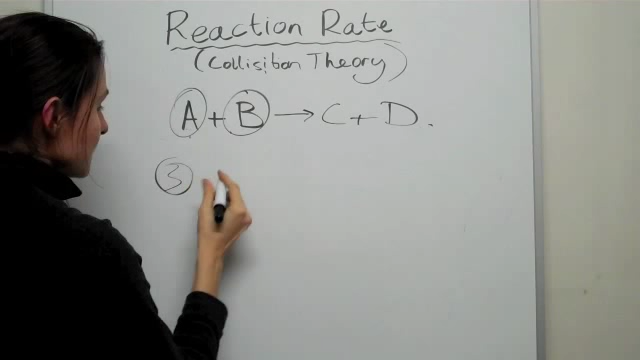 Reaction Rate
(Collision Theory)
A + B → C + D.
3